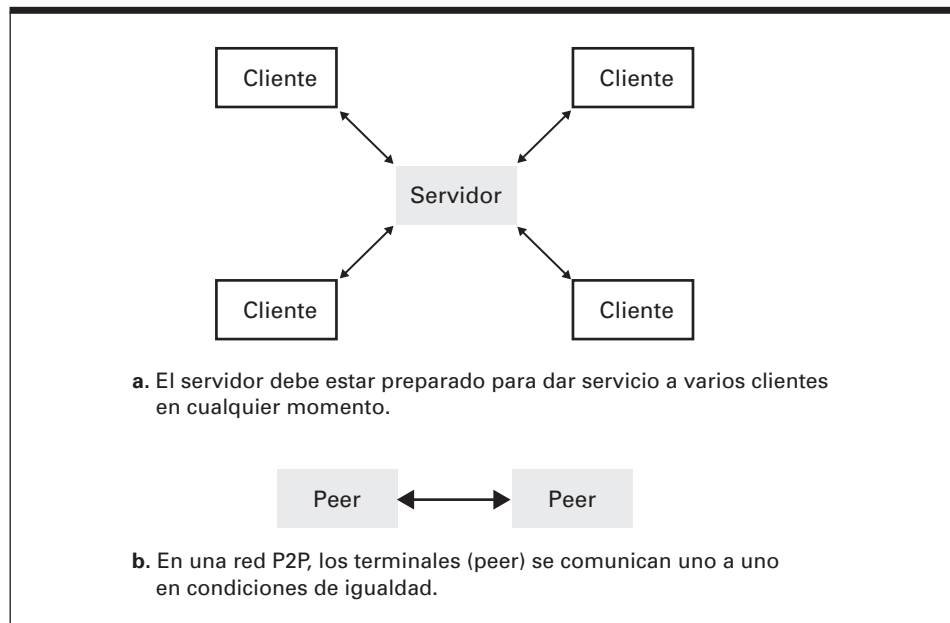 Cliente
Cliente
Servidor
Cliente
Cliente
a. El servidor debe estar preparado para dar servicio a varios clientes
en cualquier momento.
Peer
Peer
b. En una red P2P, los terminales (peer) se comunican uno a uno
en condiciones de igualdad.